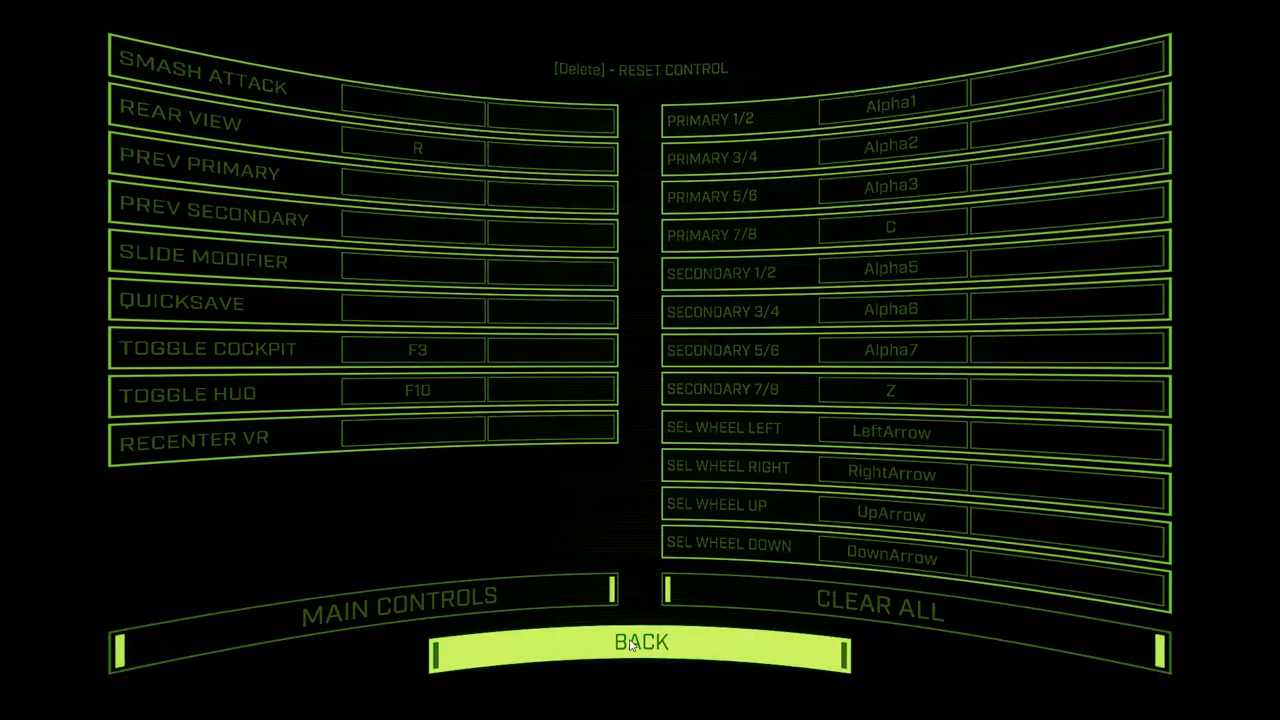 [Delete] - RESET CONTROL
SMASH ATTACK
REAR VIEW R
PREV PRIMARY
PREV SECONDARY
SLIDE MODIFIER
QUICKSAVE
TOGGLE COCKPIT F3
TOGGLE HUD F10
RECENTER VR
PRIMARY 1/2 Alpha1
PRIMARY 3/4 Alpha2
PRIMARY 5/6 Alpha3
PRIMARY 7/8 C
SECONDARY 1/2 Alpha5
SECONDARY 3/4 Alpha6
SECONDARY 5/6 Alpha7
SECONDARY 7/8 Z
SEL WHEEL LEFT LeftArrow
SEL WHEEL RIGHT RightArrow
SEL WHEEL UP UpArrow
SEL WHEEL DOWN DownArrow
MAIN CONTROLS
CLEAR ALL
BACK